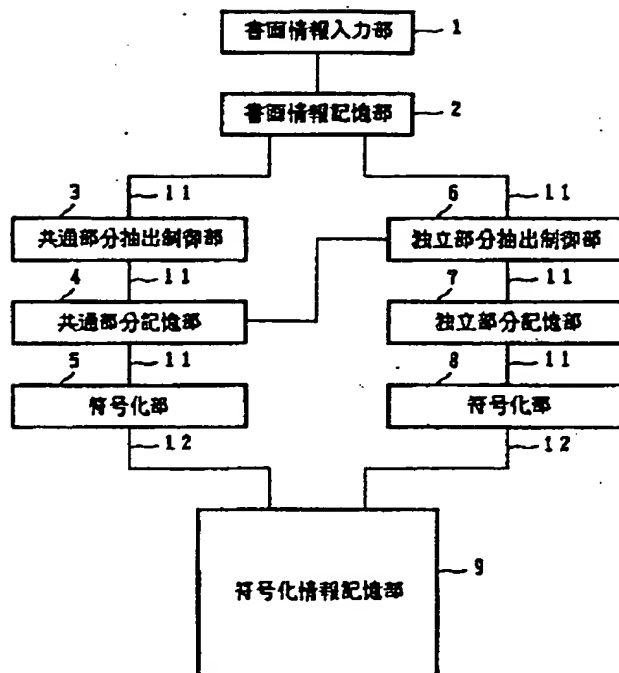 書面情報入力部 1
書面情報記憶部 2
3 11 6 11
共通部分抽出制御部 独立部分抽出制御部
4 11 7 11
共通部分記憶部 独立部分記憶部
5 11 8 11
符号化部 符号化部
12 12
符号化情報記憶部 9